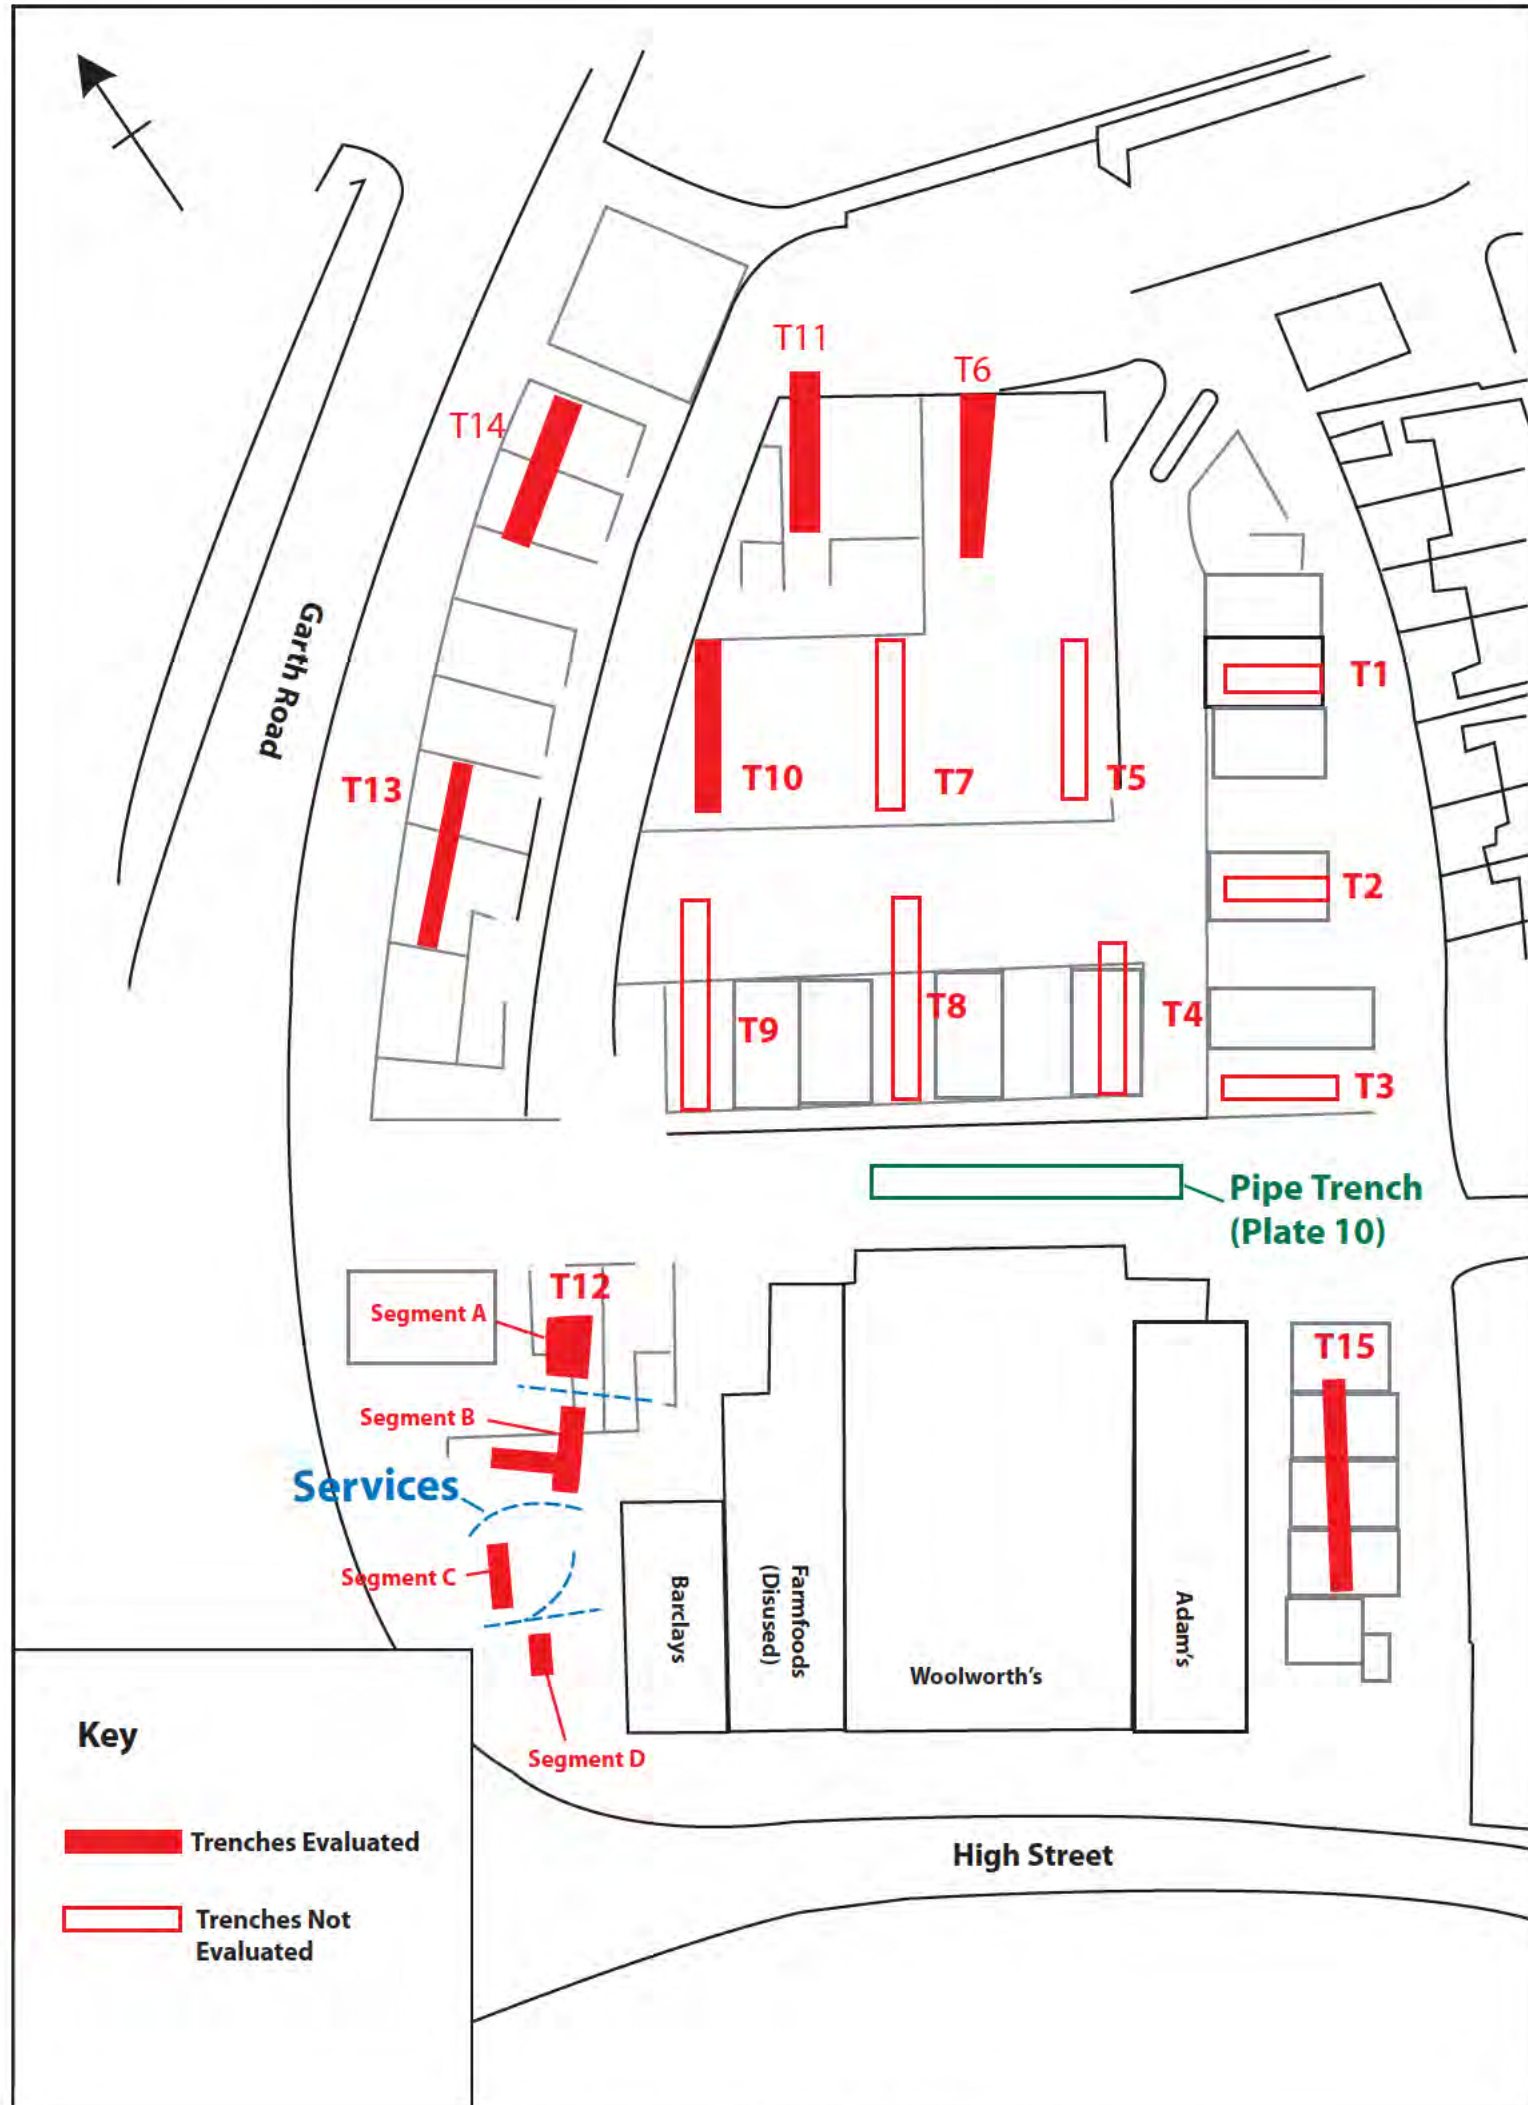 T11
T6
T14
Garth Road
T1
T13
T10
T7
T5
T2
T9
T8
T4
T3
Pipe Trench
(Plate 10)
T12
Segment A
T15
Segment B
Services
Segment C
Barclays
Farmfoods
(Disused)
Adam's
Woolworth's
Segment D
Key
Trenches Evaluated
High Street
Trenches Not
Evaluated